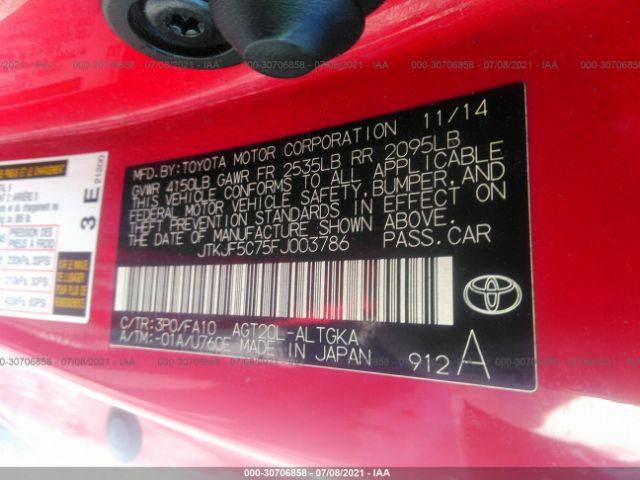 000-30706858 - 07/08/2021 - IAA
11/14
MFD.BY:TOYOTA MOTOR CORPORATION
GVWR 4150LB GAWR FR 2535LB RR 2095LB
THIS VEHICLE CONFORMS TO ALL APPLICABLE
FEDERAL MOTOR VEHICLE SAFETY, BUMPER, AND
THEFT PREVENTION STANDARDS IN EFFECT ON
THE DATE OF MANUFACTURE SHOWN ABOVE.
JTKJF5C75FJ003786 PASS.CAR
C/TR:3P0/FA10 AGT20L-ALTGKA
A/TM:-01A/U760E MADE IN JAPAN
912 A
3 E
000-30706858 - 07/08/2021 - IAA